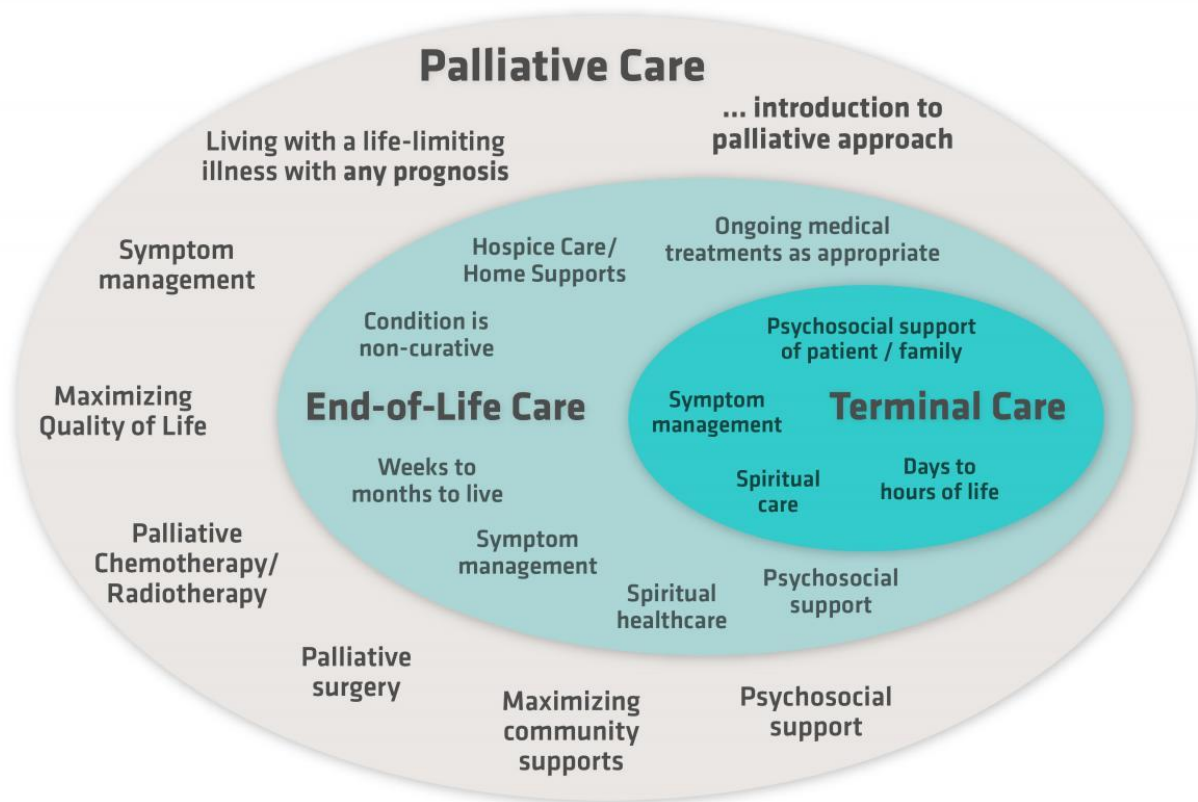 Palliative Care
... introduction to
palliative approach
Living with a life-limiting
illness with any prognosis
Symptom
management
Maximizing
Quality of Life
Palliative
Chemotherapy/
Radiotherapy
Palliative
surgery
Maximizing
community
supports
Psychosocial
support
Hospice Care/
Home Supports
Ongoing medical
treatments as appropriate
Condition is
non-curative
End-of-Life Care
Weeks to
months to live
Symptom
management
Spiritual
healthcare
Psychosocial
support
Psychosocial support
of patient / family
Symptom
management
Terminal Care
Spiritual
care
Days to
hours of life